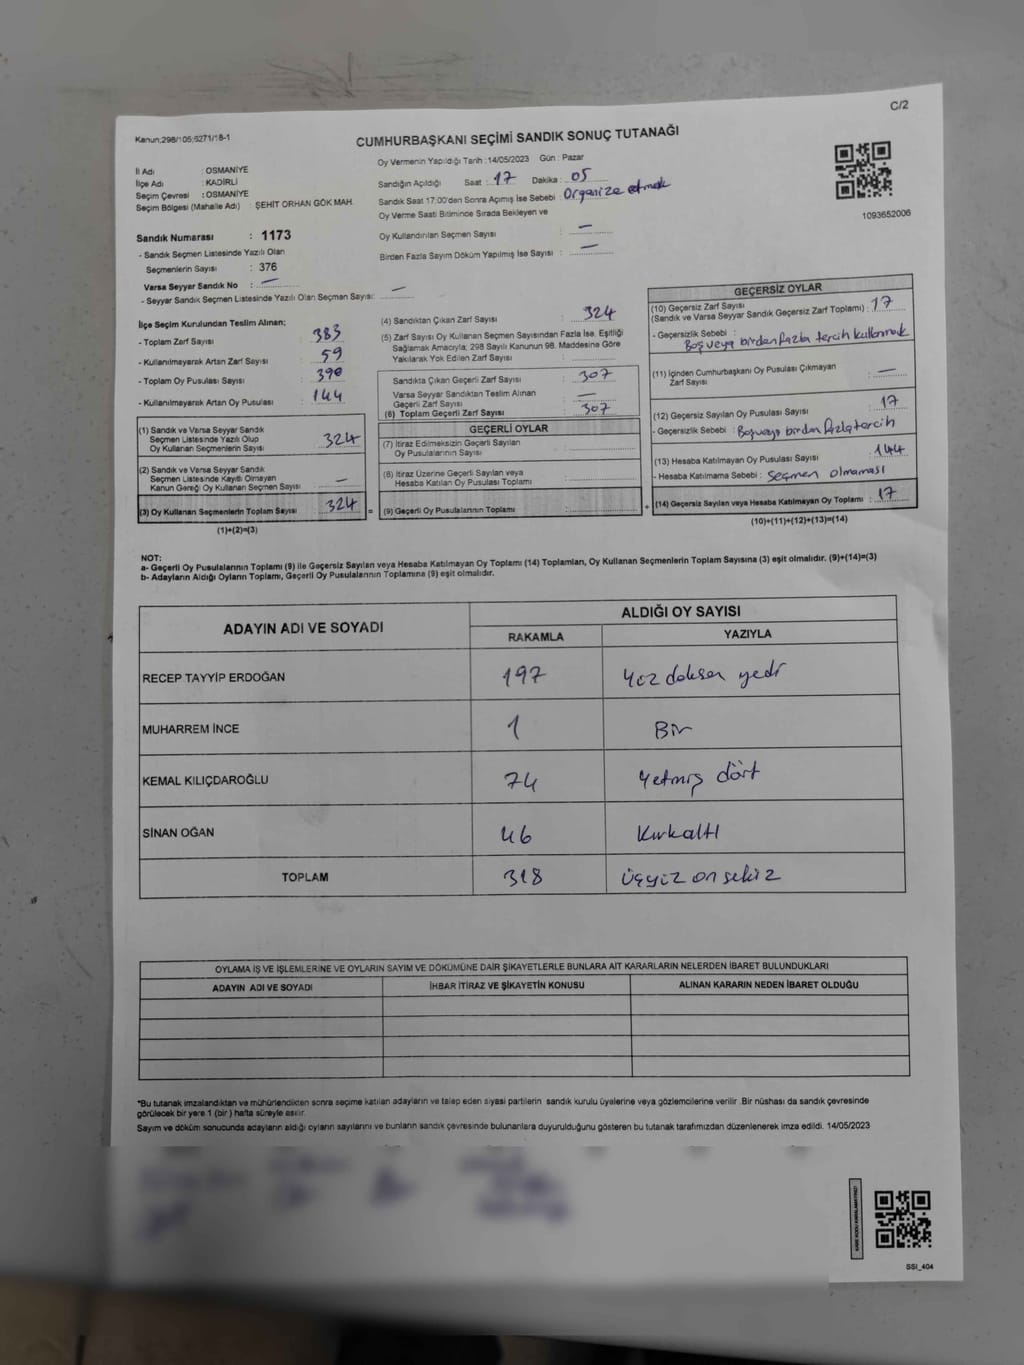 C/2
Kanun;298/105;6271/18-1
CUMHURBAŞKANI SEÇİMİ SANDIK SONUÇ TUTANAĞI
İl Adı : OSMANİYE
İlçe Adı : KADİRLİ
Seçim Çevresi : OSMANİYE
Seçim Bölgesi (Mahalle Adı) : ŞEHİT ORHAN GÖK MAH.
Oy Vermenin Yapıldığı Tarih :14/05/2023 Gün : Pazar
Sandığın Açıldığı Saat : 17 Dakika : 05
Sandık Saat 17:00'den Sonra Açımış İse Sebebi : Organize etmek
Oy Verme Saati Bitiminde Sırada Bekleyen ve
Oy Kullandırılan Seçmen Sayısı : —
Birden Fazla Sayım Döküm Yapılmış İse Sayısı : —
1093652006
Sandık Numarası : 1173
- Sandık Seçmen Listesinde Yazılı Olan
Seçmenlerin Sayısı : 376
Varsa Seyyar Sandık No : —
- Seyyar Sandık Seçmen Listesinde Yazılı Olan Seçmen Sayısı: —
İlçe Seçim Kurulundan Teslim Alınan;
- Toplam Zarf Sayısı : 383
- Kullanılmayarak Artan Zarf Sayısı : 59
- Toplam Oy Pusulası Sayısı : 390
- Kullanılmayarak Artan Oy Pusulası : 144
(1) Sandık ve Varsa Seyyar Sandık
Seçmen Listesinde Yazılı Olup
Oy Kullanan Seçmenlerin Sayısı : 324
(2) Sandık ve Varsa Seyyar Sandık
Seçmen Listesinde Kayıtlı Olmayan
Kanun Gereği Oy Kullanan Seçmen Sayısı : —
(3) Oy Kullanan Seçmenlerin Toplam Sayısı : 324 =
(1)+(2)=(3)
(4) Sandıktan Çıkan Zarf Sayısı : 324
(5) Zarf Sayısı Oy Kullanan Seçmen Sayısından Fazla İse, Eşitliği
Sağlamak Amacıyla, 298 Sayılı Kanunun 98. Maddesine Göre
Yakılarak Yok Edilen Zarf Sayısı :
Sandıkta Çıkan Geçerli Zarf Sayısı : 307
Varsa Seyyar Sandıktan Teslim Alınan
Geçerli Zarf Sayısı : —
(6) Toplam Geçerli Zarf Sayısı : 307
GEÇERLİ OYLAR
(7) İtiraz Edilmeksizin Geçerli Sayılan
Oy Pusulalarının Sayısı :
(8) İtiraz Üzerine Geçerli Sayılan veya
Hesaba Katılan Oy Pusulası Toplamı :
(9) Geçerli Oy Pusulalarının Toplamı : +
GEÇERSİZ OYLAR
(10) Geçersiz Zarf Sayısı
(Sandık ve Varsa Seyyar Sandık Geçersiz Zarf Toplamı) : 17
- Geçersizlik Sebebi :
Boş veya birden fazla tercih kullanmak
(11) İçinden Cumhurbaşkanı Oy Pusulası Çıkmayan
Zarf Sayısı : —
(12) Geçersiz Sayılan Oy Pusulası Sayısı : 17
- Geçersizlik Sebebi : Boş veya birden fazla tercih
(13) Hesaba Katılmayan Oy Pusulası Sayısı : 144
- Hesaba Katılmama Sebebi : Seçmen olmaması
(14) Geçersiz Sayılan veya Hesaba Katılmayan Oy Toplamı : 17
(10)+(11)+(12)+(13)=(14)
NOT:
a- Geçerli Oy Pusulalarının Toplamı (9) ile Geçersiz Sayılan veya Hesaba Katılmayan Oy Toplamı (14) Toplamları, Oy Kullanan Seçmenlerin Toplam Sayısına (3) eşit olmalıdır. (9)+(14)=(3)
b- Adayların Aldığı Oyların Toplamı, Geçerli Oy Pusulalarının Toplamına (9) eşit olmalıdır.
ADAYIN ADI VE SOYADI
ALDIĞI OY SAYISI
RAKAMLA YAZIYLA
RECEP TAYYİP ERDOĞAN 197 Yüz doksan yedi
MUHARREM İNCE 1 Bir
KEMAL KILIÇDAROĞLU 74 Yetmiş dört
SİNAN OĞAN 46 Kırkaltı
TOPLAM 318 üçyüz on sekiz
OYLAMA İŞ VE İŞLEMLERİNE VE OYLARIN SAYIM VE DÖKÜMÜNE DAİR ŞİKAYETLERLE BUNLARA AİT KARARLARIN NELERDEN İBARET BULUNDUKLARI
ADAYIN ADI VE SOYADI İHBAR İTİRAZ VE ŞİKAYETİN KONUSU ALINAN KARARIN NEDEN İBARET OLDUĞU
*Bu tutanak imzalandıktan ve mühürlendikten sonra seçime katılan adayların ve talep eden siyasi partilerin sandık kurulu üyelerine veya gözlemcilerine verilir .Bir nüshası da sandık çevresinde
görülecek bir yere 1 (bir ) hafta süreyle asılır.
Sayım ve döküm sonucunda adayların aldığı oyların sayılarını ve bunların sandık çevresinde bulunanlara duyurulduğunu gösteren bu tutanak tarafımızdan düzenlenerek imza edildi. 14/05/2023
KARE KODU KARALAMAYINIZ!
SSI_404